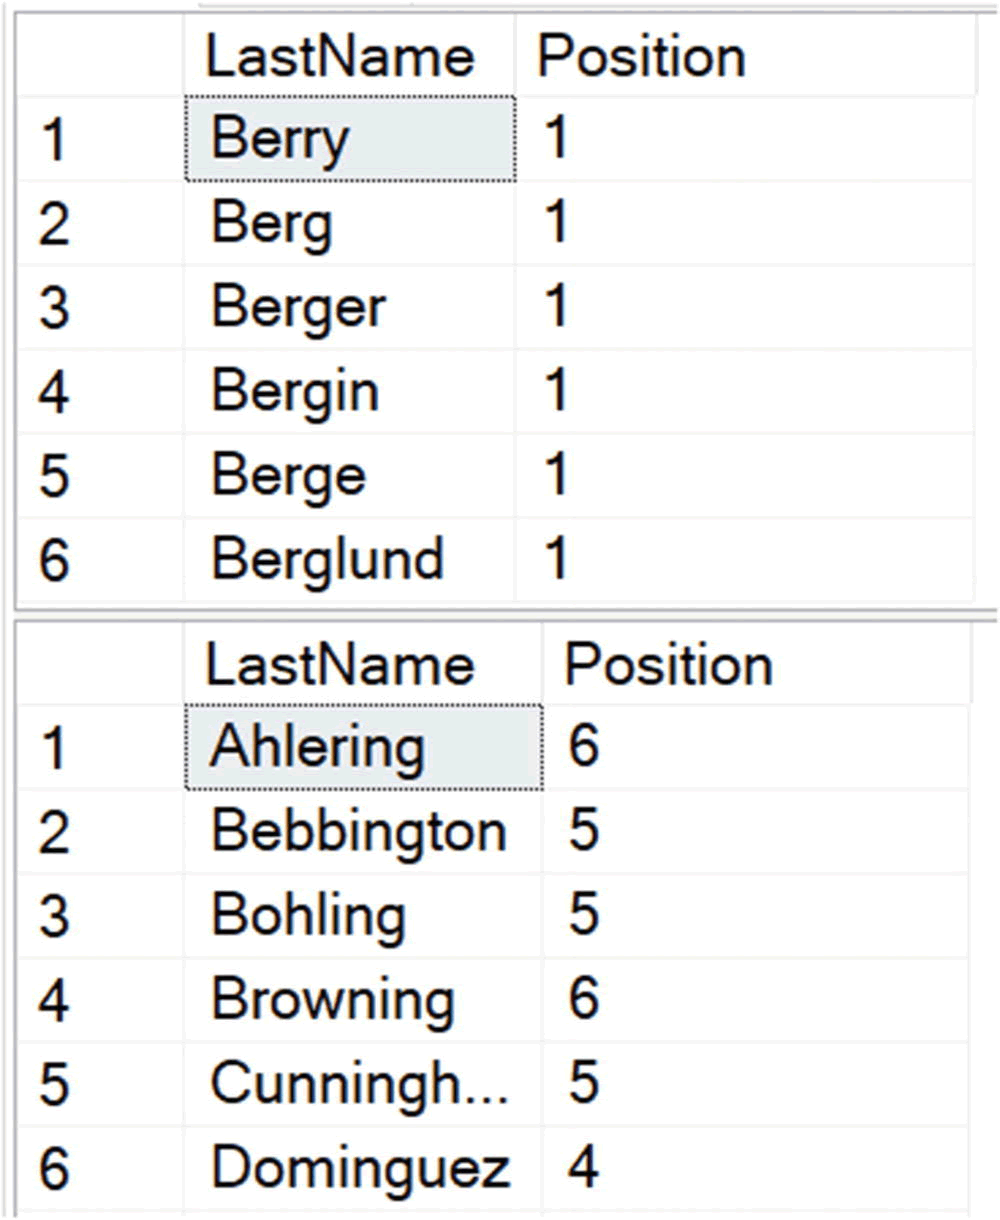 LastName Position
1 Berry 1
2 Berg 1
3 Berger 1
4 Bergin 1
5 Berge 1
6 Berglund 1
LastName Position
1 Ahlering 6
2 Bebbington 5
3 Bohling 5
4 Browning 6
5 Cunningh... 5
6 Dominguez 4